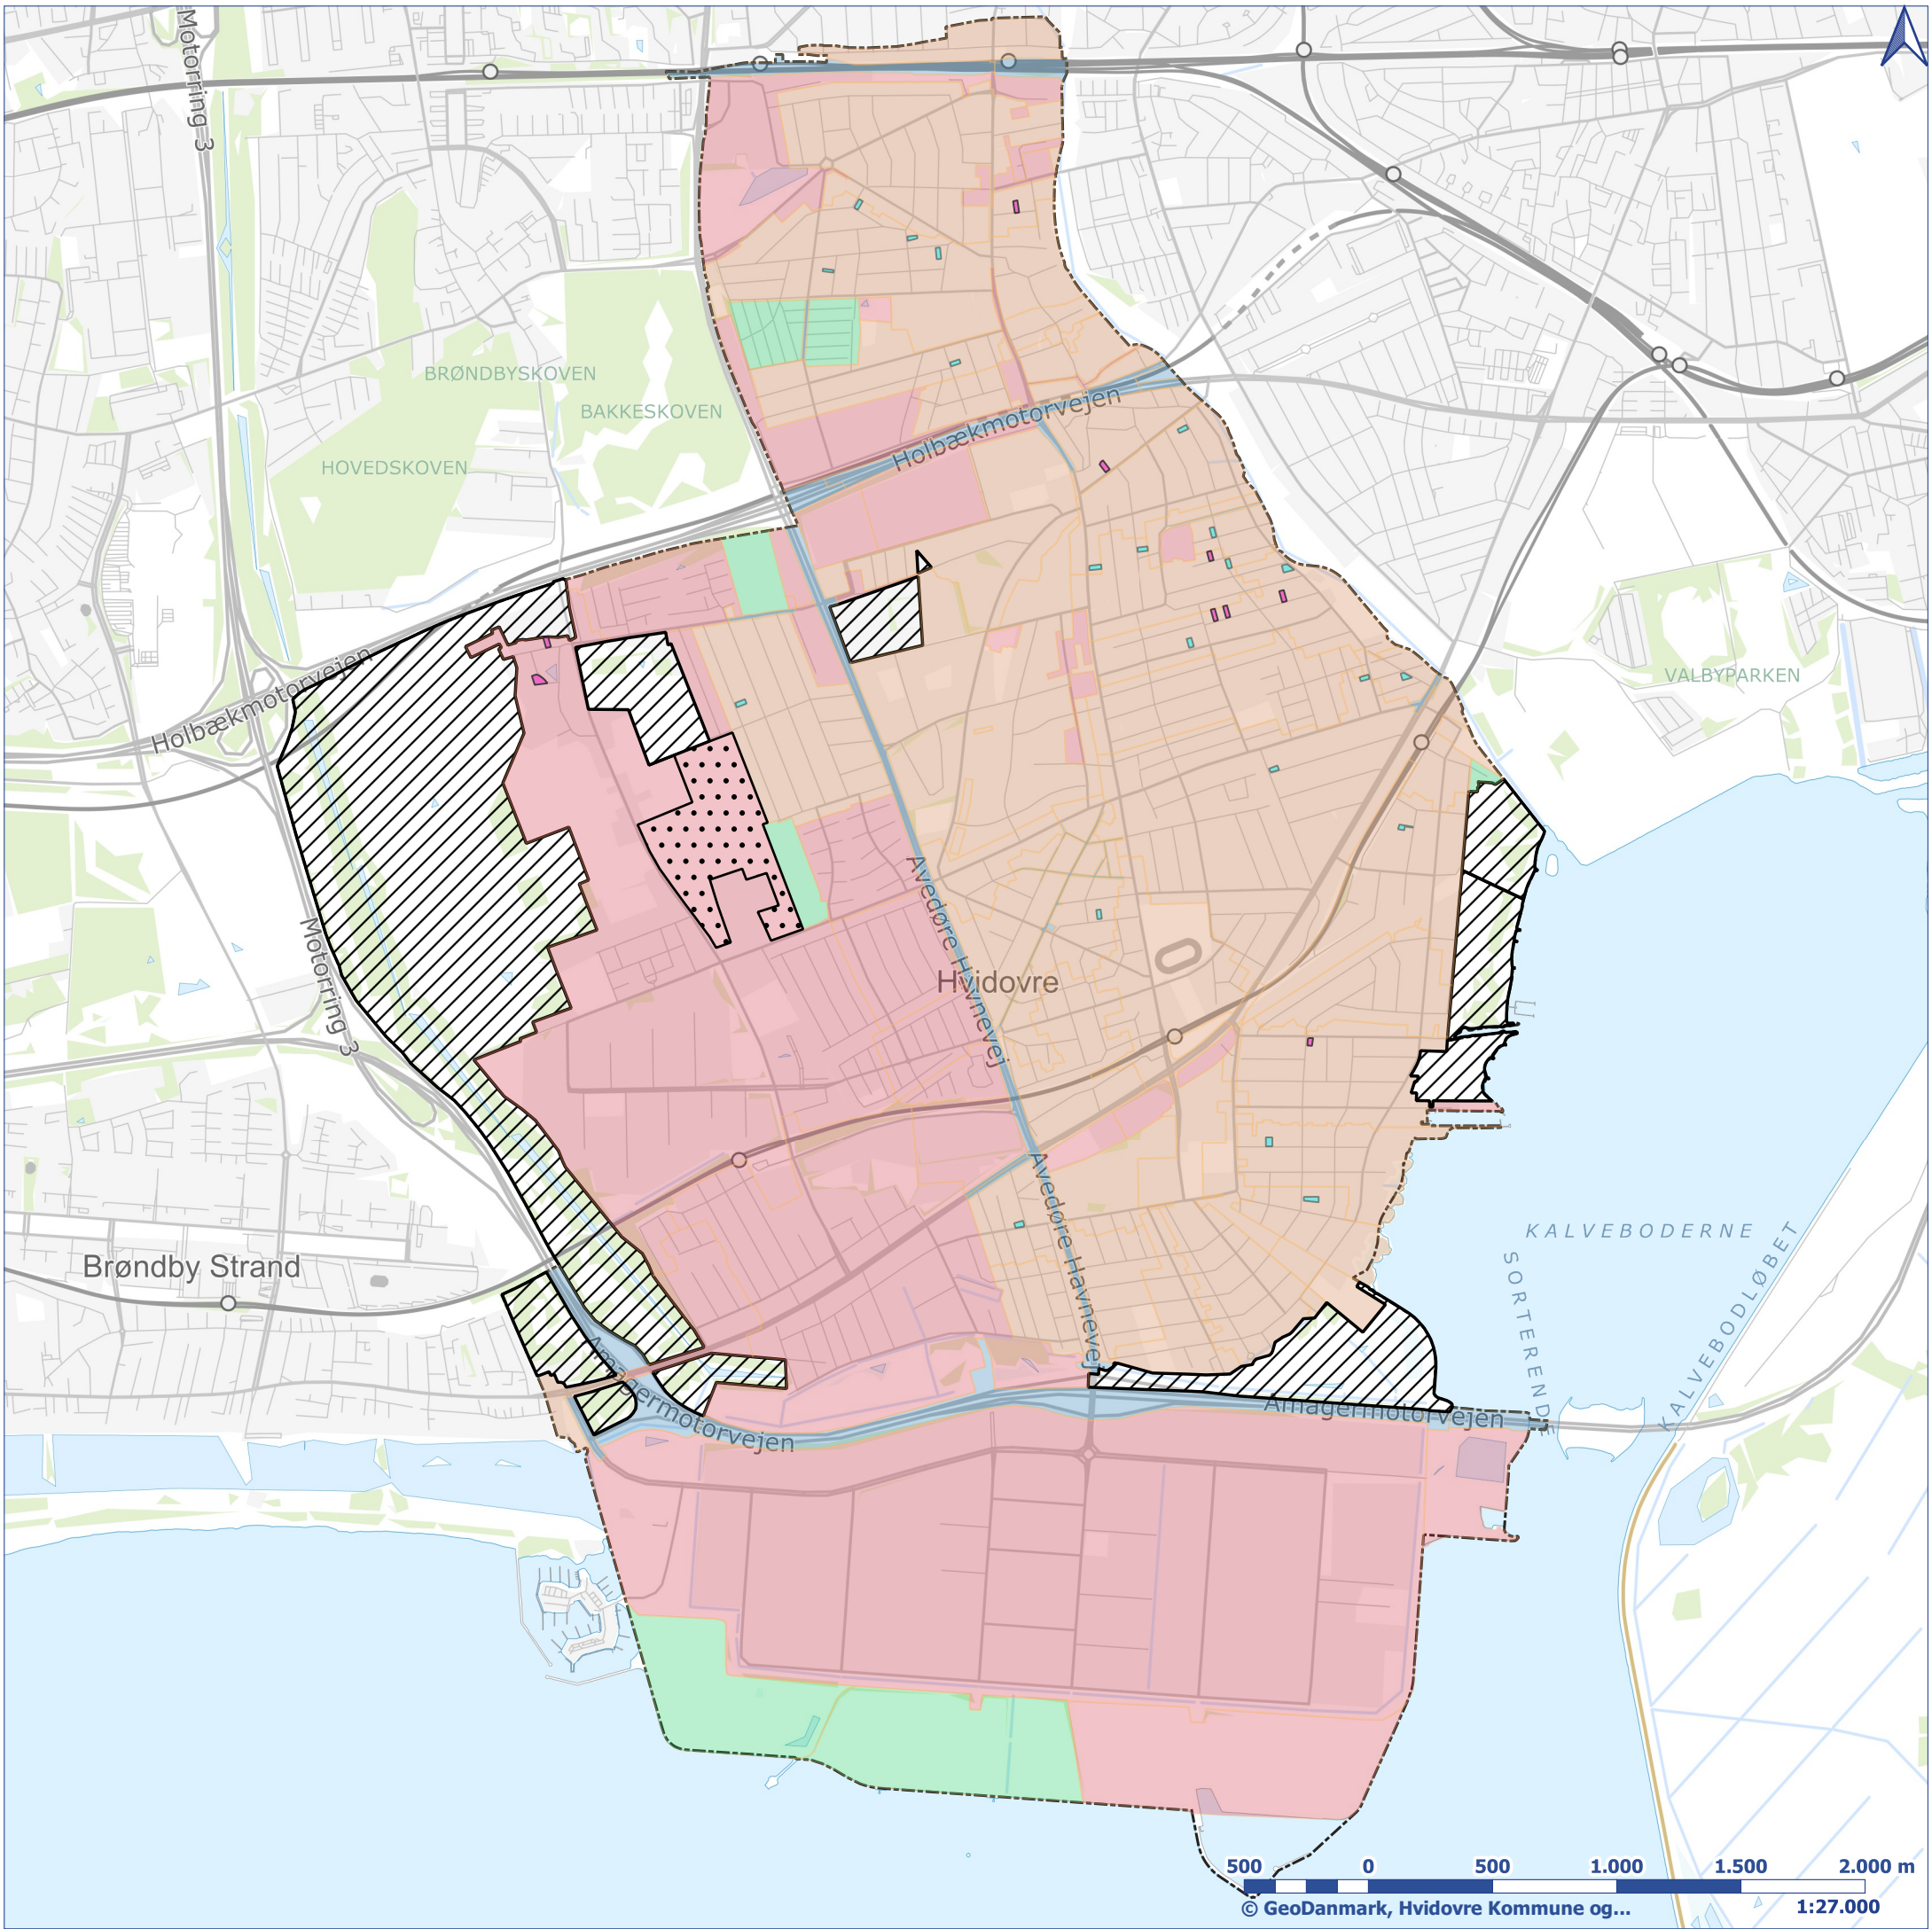 Motorring 3
BRØNDBYSKOVEN
BAKKESKOVEN
HOVEDSKOVEN
Holbækmotorvejen
Holbækmotorvejen
VALBYPARKEN
Avedøre Havnevej
Motorring 3
Hvidovre
Avedøre Havnevej
Brøndby Strand
KALVEBODERNE
SORTERENDE
KALVEBODLØBET
Amagermotorvejen
Amagermotorvejen
500 0 500 1.000 1.500 2.000 m
© GeoDanmark, Hvidovre Kommune og...
1:27.000